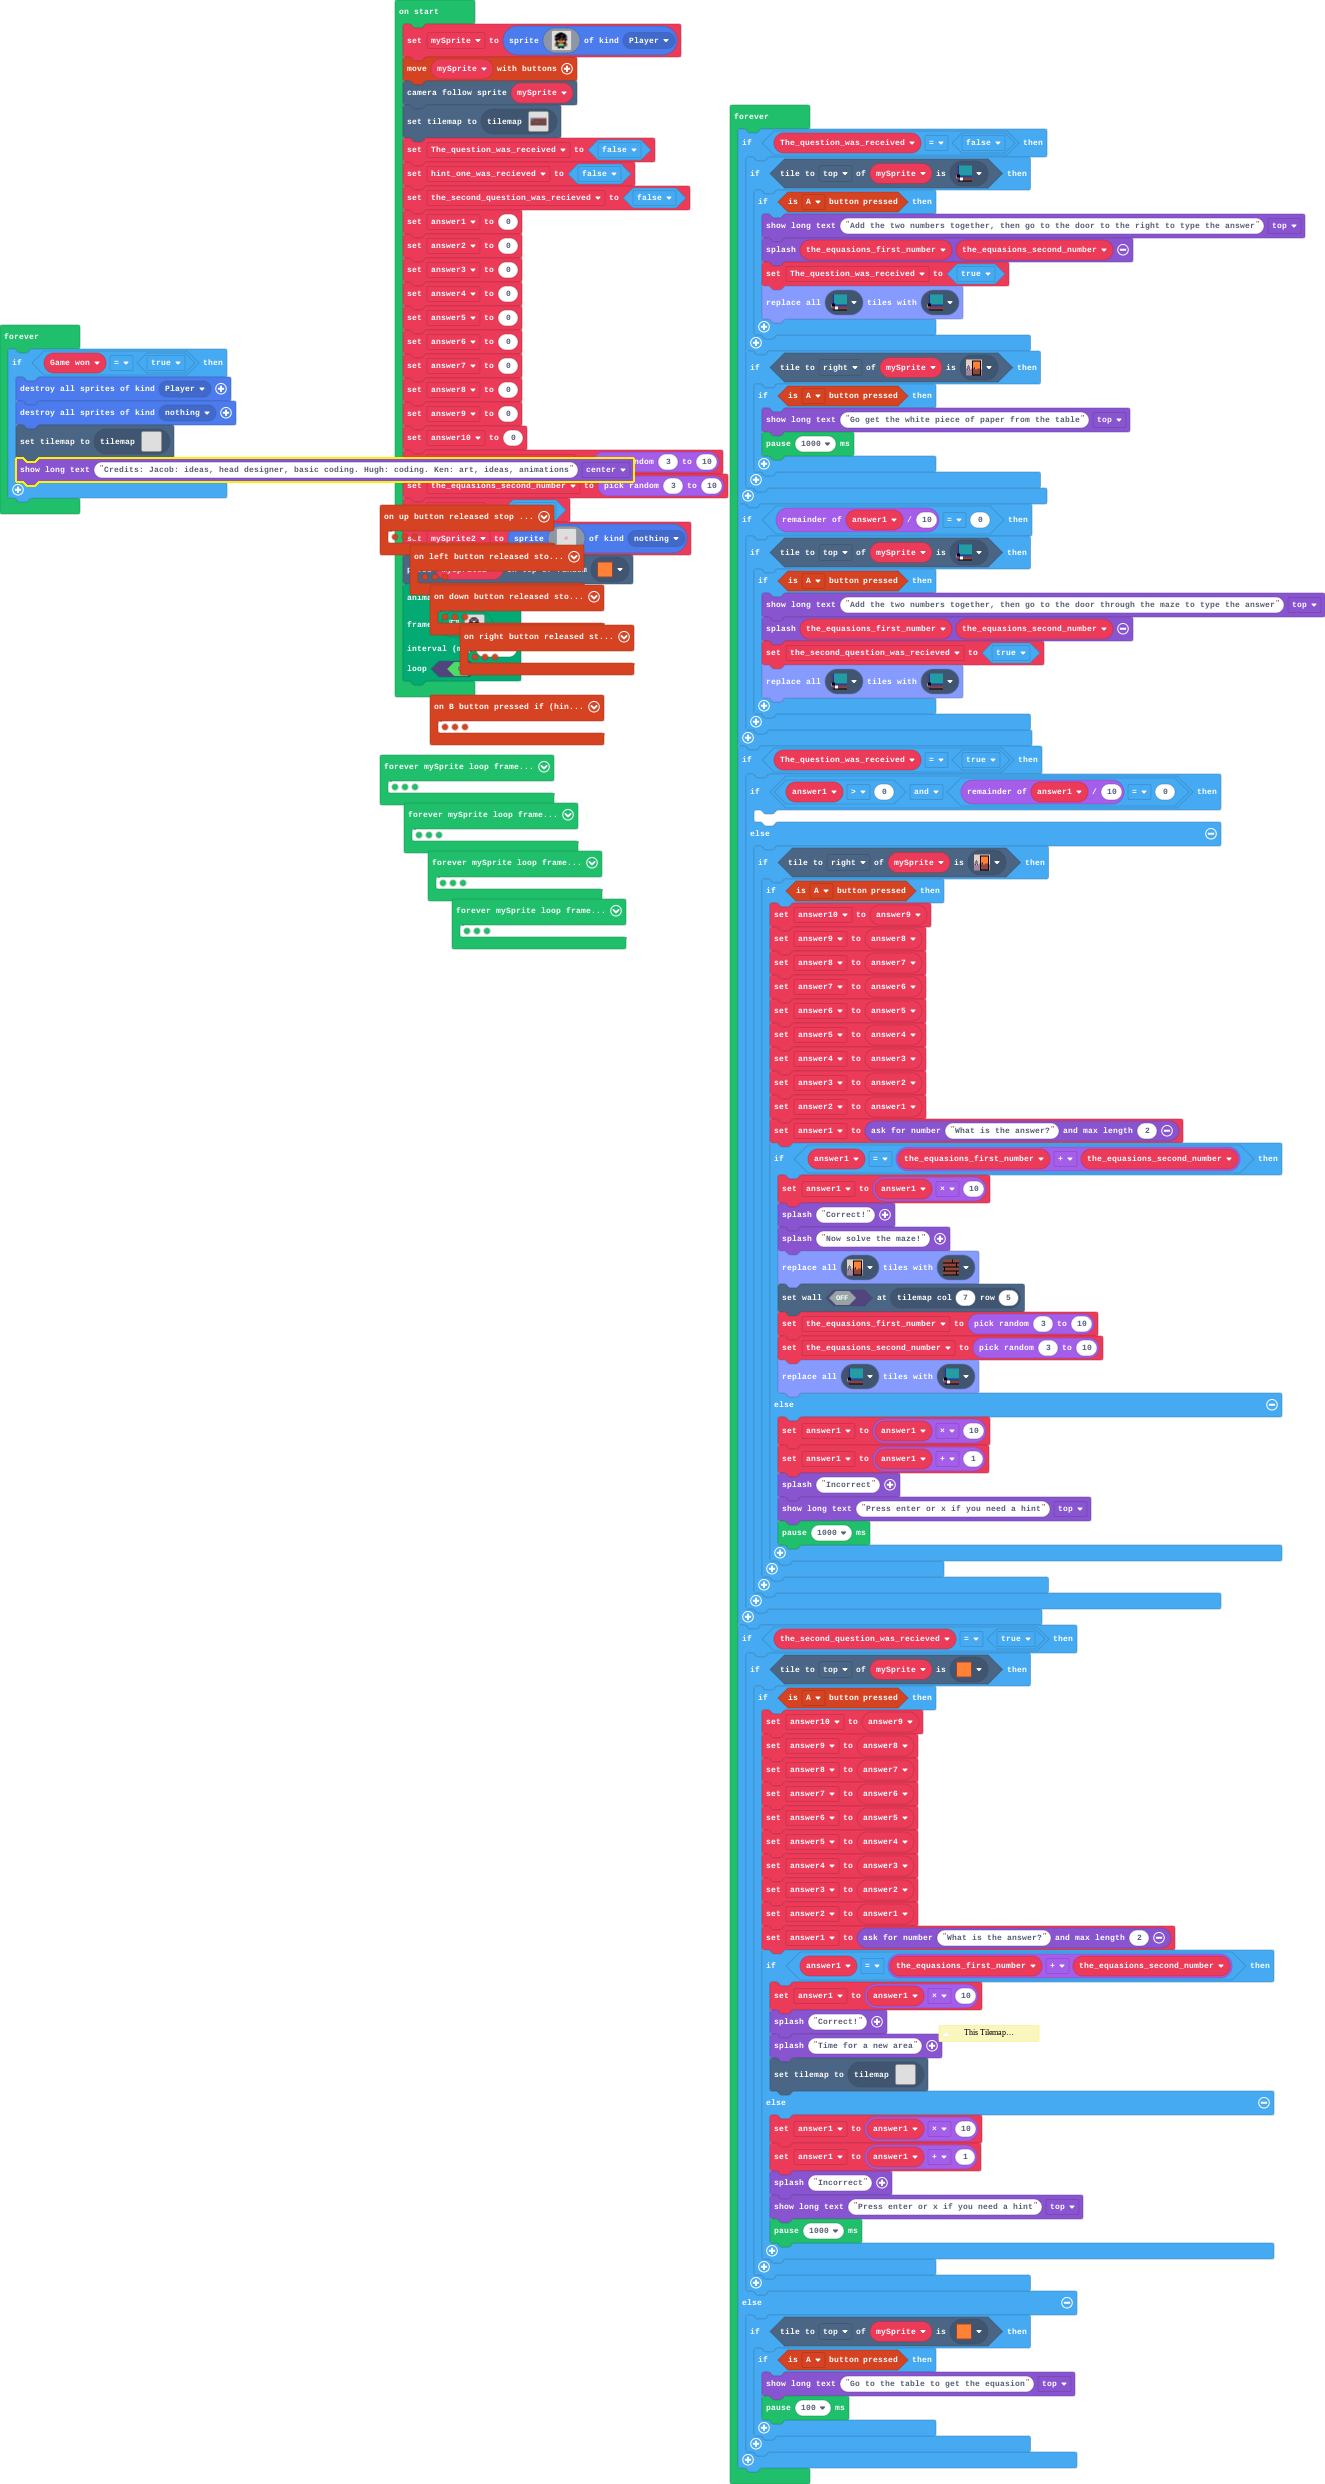 on start
set mySprite to sprite of kind Player
move mySprite with buttons
camera follow sprite mySprite
set tilemap to tilemap
set The_question_was_received to false
set hint_one_was_recieved to false
set the_second_question_was_recieved to false
set answer1 to 0
set answer2 to 0
set answer3 to 0
set answer4 to 0
set answer5 to 0
set answer6 to 0
set answer7 to 0
set answer8 to 0
set answer9 to 0
set answer10 to 0
3 to 10
set the_equasions_second_number to pick random 3 to 10
set mySprite2 to sprite of kind nothing
interval
loop
forever
if Game won = true then
destroy all sprites of kind Player
destroy all sprites of kind nothing
set tilemap to tilemap
show long text "Credits: Jacob: ideas, head designer, basic coding. Hugh: coding. Ken: art, ideas, animations" center
on up button released stop ...
on left button released sto...
on down button released sto...
on right button released st...
on B button pressed if (hin...
forever mySprite loop frame...
forever mySprite loop frame...
forever mySprite loop frame...
forever mySprite loop frame...
forever
if The_question_was_received = false then
if tile to top of mySprite is then
if is A button pressed then
show long text "Add the two numbers together, then go to the door to the right to type the answer" top
splash the_equasions_first_number the_equasions_second_number
set The_question_was_received to true
replace all tiles with
if tile to right of mySprite is then
if is A button pressed then
show long text "Go get the white piece of paper from the table" top
pause 1000 ms
if remainder of answer1 / 10 = 0 then
if tile to top of mySprite is then
if is A button pressed then
show long text "Add the two numbers together, then go to the door through the maze to type the answer" top
splash the_equasions_first_number the_equasions_second_number
set the_second_question_was_recieved to true
replace all tiles with
if The_question_was_received = true then
if answer1 > 0 and remainder of answer1 / 10 = 0 then
else
if tile to right of mySprite is then
if is A button pressed then
set answer10 to answer9
set answer9 to answer8
set answer8 to answer7
set answer7 to answer6
set answer6 to answer5
set answer5 to answer4
set answer4 to answer3
set answer3 to answer2
set answer2 to answer1
set answer1 to ask for number "What is the answer?" and max length 2
if answer1 = the_equasions_first_number + the_equasions_second_number then
set answer1 to answer1 × 10
splash "Correct!"
splash "Now solve the maze!"
replace all tiles with
set wall OFF at tilemap col 7 row 5
set the_equasions_first_number to pick random 3 to 10
set the_equasions_second_number to pick random 3 to 10
replace all tiles with
else
set answer1 to answer1 × 10
set answer1 to answer1 + 1
splash "Incorrect"
show long text "Press enter or x if you need a hint" top
pause 1000 ms
if the_second_question_was_recieved = true then
if tile to top of mySprite is then
if is A button pressed then
set answer10 to answer9
set answer9 to answer8
set answer8 to answer7
set answer7 to answer6
set answer6 to answer5
set answer5 to answer4
set answer4 to answer3
set answer3 to answer2
set answer2 to answer1
set answer1 to ask for number "What is the answer?" and max length 2
if answer1 = the_equasions_first_number + the_equasions_second_number then
set answer1 to answer1 × 10
splash "Correct!"
This Tilemap...
splash "Time for a new area"
set tilemap to tilemap
else
set answer1 to answer1 × 10
set answer1 to answer1 + 1
splash "Incorrect"
show long text "Press enter or x if you need a hint" top
pause 1000 ms
else
if tile to top of mySprite is then
if is A button pressed then
show long text "Go to the table to get the equasion" top
pause 100 ms